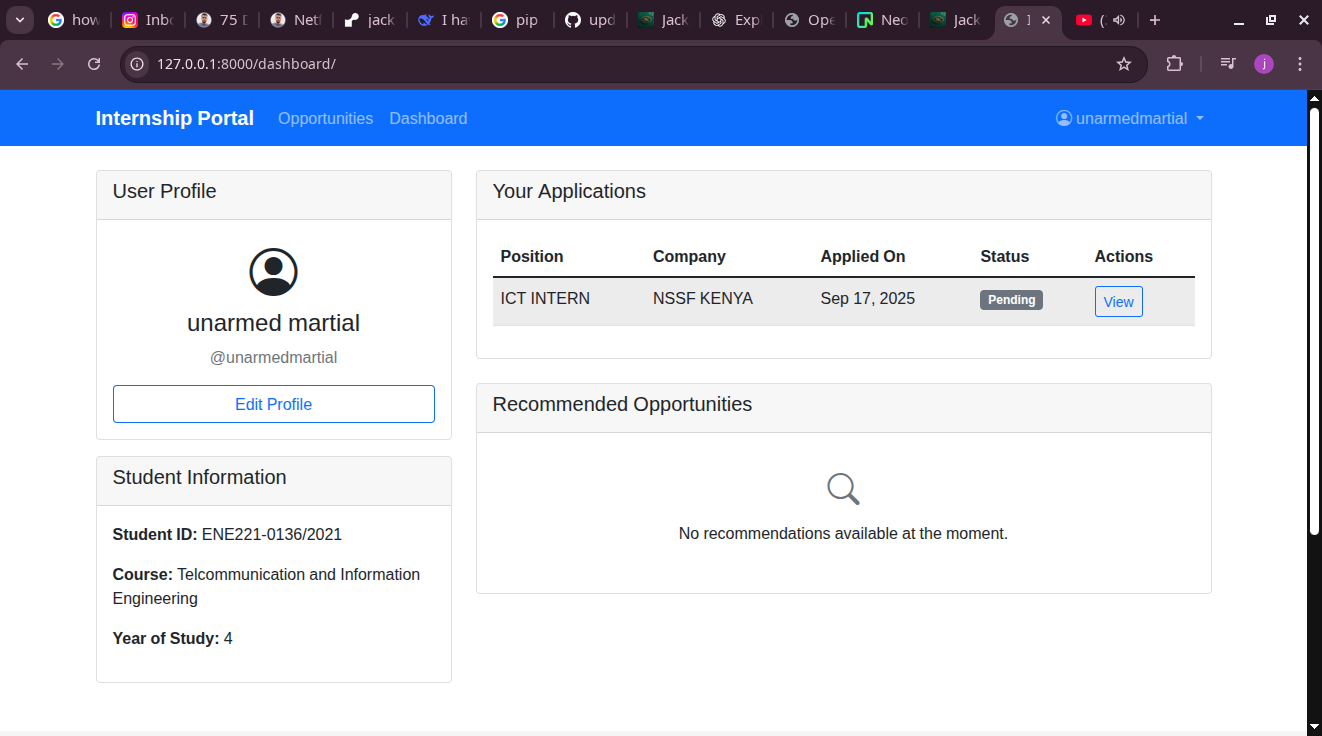 how
Inb
75
Net
jack
I ha
pip
upd
Jack
Exp
Ope
Neo
Jack
(
127.0.0.1:8000/dashboard/
j
Internship Portal Opportunities Dashboard unarmedmartial
User Profile
unarmed martial
@unarmedmartial
Edit Profile
Student Information
Student ID: ENE221-0136/2021
Course: Telcommunication and Information
Engineering
Year of Study: 4
Your Applications
Position Company Applied On Status Actions
ICT INTERN NSSF KENYA Sep 17, 2025 Pending View
Recommended Opportunities
No recommendations available at the moment.